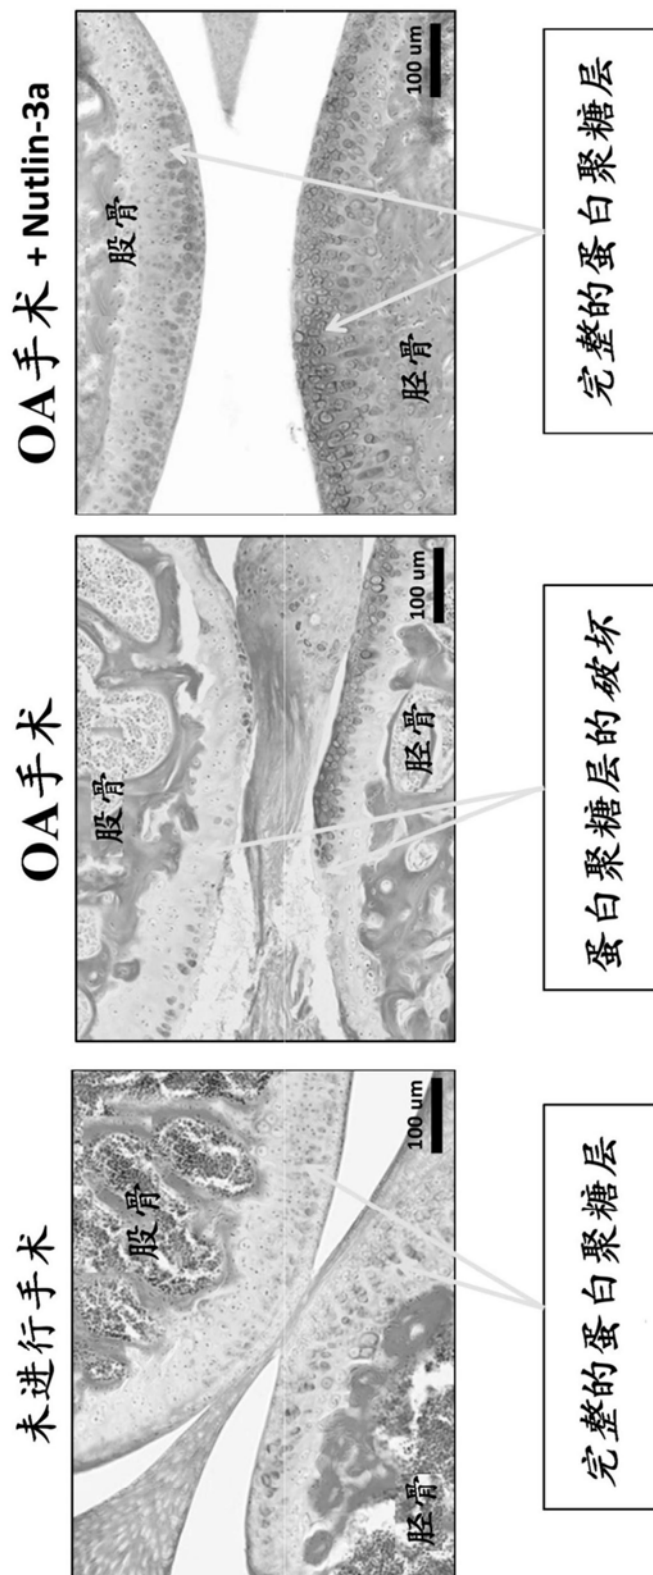 未进行手术
股骨
胫骨
100 um
完整的蛋白聚糖层
OA手术
股骨
胫骨
100 um
蛋白聚糖层的破坏
OA手术 + Nutlin-3a
股骨
胫骨
100 um
完整的蛋白聚糖层